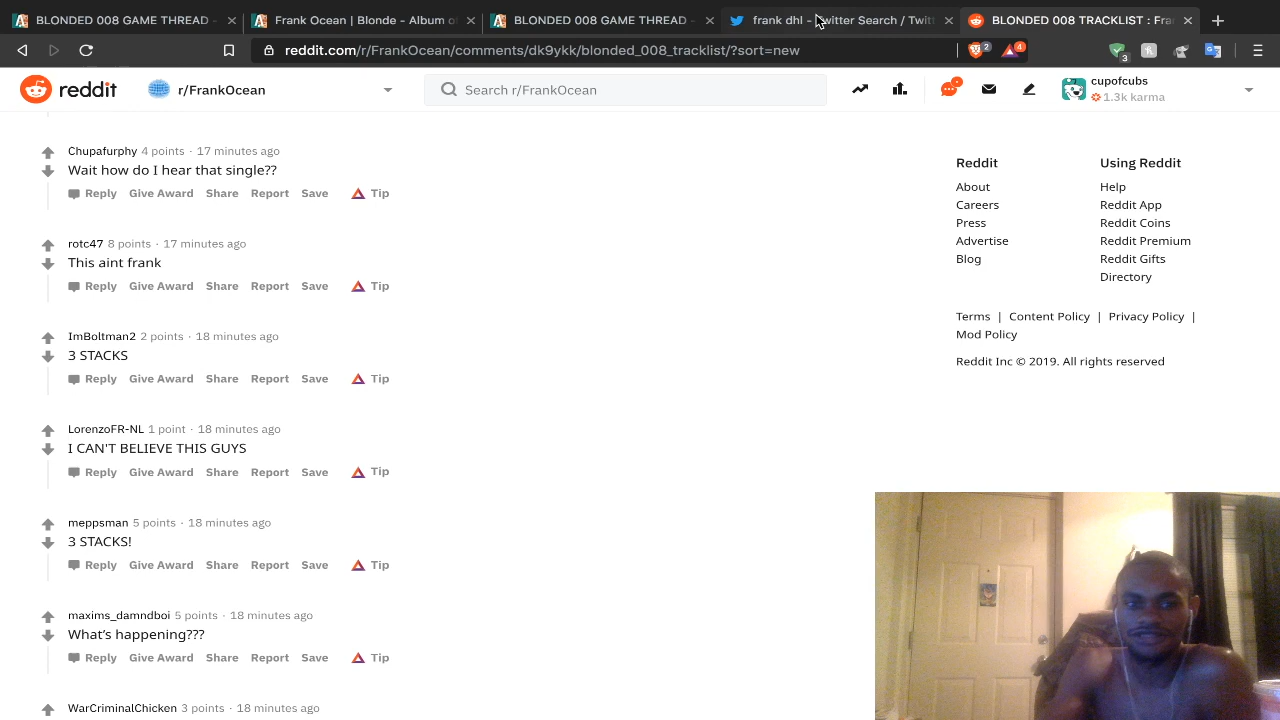 BLONDED 008 GAME THREAD -
Frank Ocean | Blonde - Album of
BLONDED 008 GAME THREAD -
frank dhl - Twitter Search / Twitt
BLONDED 008 TRACKLIST : Fra
reddit.com/r/FrankOcean/comments/dk9ykk/blonded_008_tracklist/?sort=new
2
4
3
reddit
r/FrankOcean
Search r/FrankOcean
cupofcubs
1.3k karma
Chupafurphy 4 points · 17 minutes ago
Wait how do I hear that single??
Reply Give Award Share Report Save Tip
rotc47 8 points · 17 minutes ago
This aint frank
Reply Give Award Share Report Save Tip
ImBoltman2 2 points · 18 minutes ago
3 STACKS
Reply Give Award Share Report Save Tip
LorenzoFR-NL 1 point · 18 minutes ago
I CAN'T BELIEVE THIS GUYS
Reply Give Award Share Report Save Tip
meppsman 5 points · 18 minutes ago
3 STACKS!
Reply Give Award Share Report Save Tip
maxims_damndboi 5 points · 18 minutes ago
What's happening???
Reply Give Award Share Report Save Tip
WarCriminalChicken 3 points · 18 minutes ago
Reddit
About
Careers
Press
Advertise
Blog
Using Reddit
Help
Reddit App
Reddit Coins
Reddit Premium
Reddit Gifts
Directory
Terms | Content Policy | Privacy Policy |
Mod Policy
Reddit Inc © 2019. All rights reserved